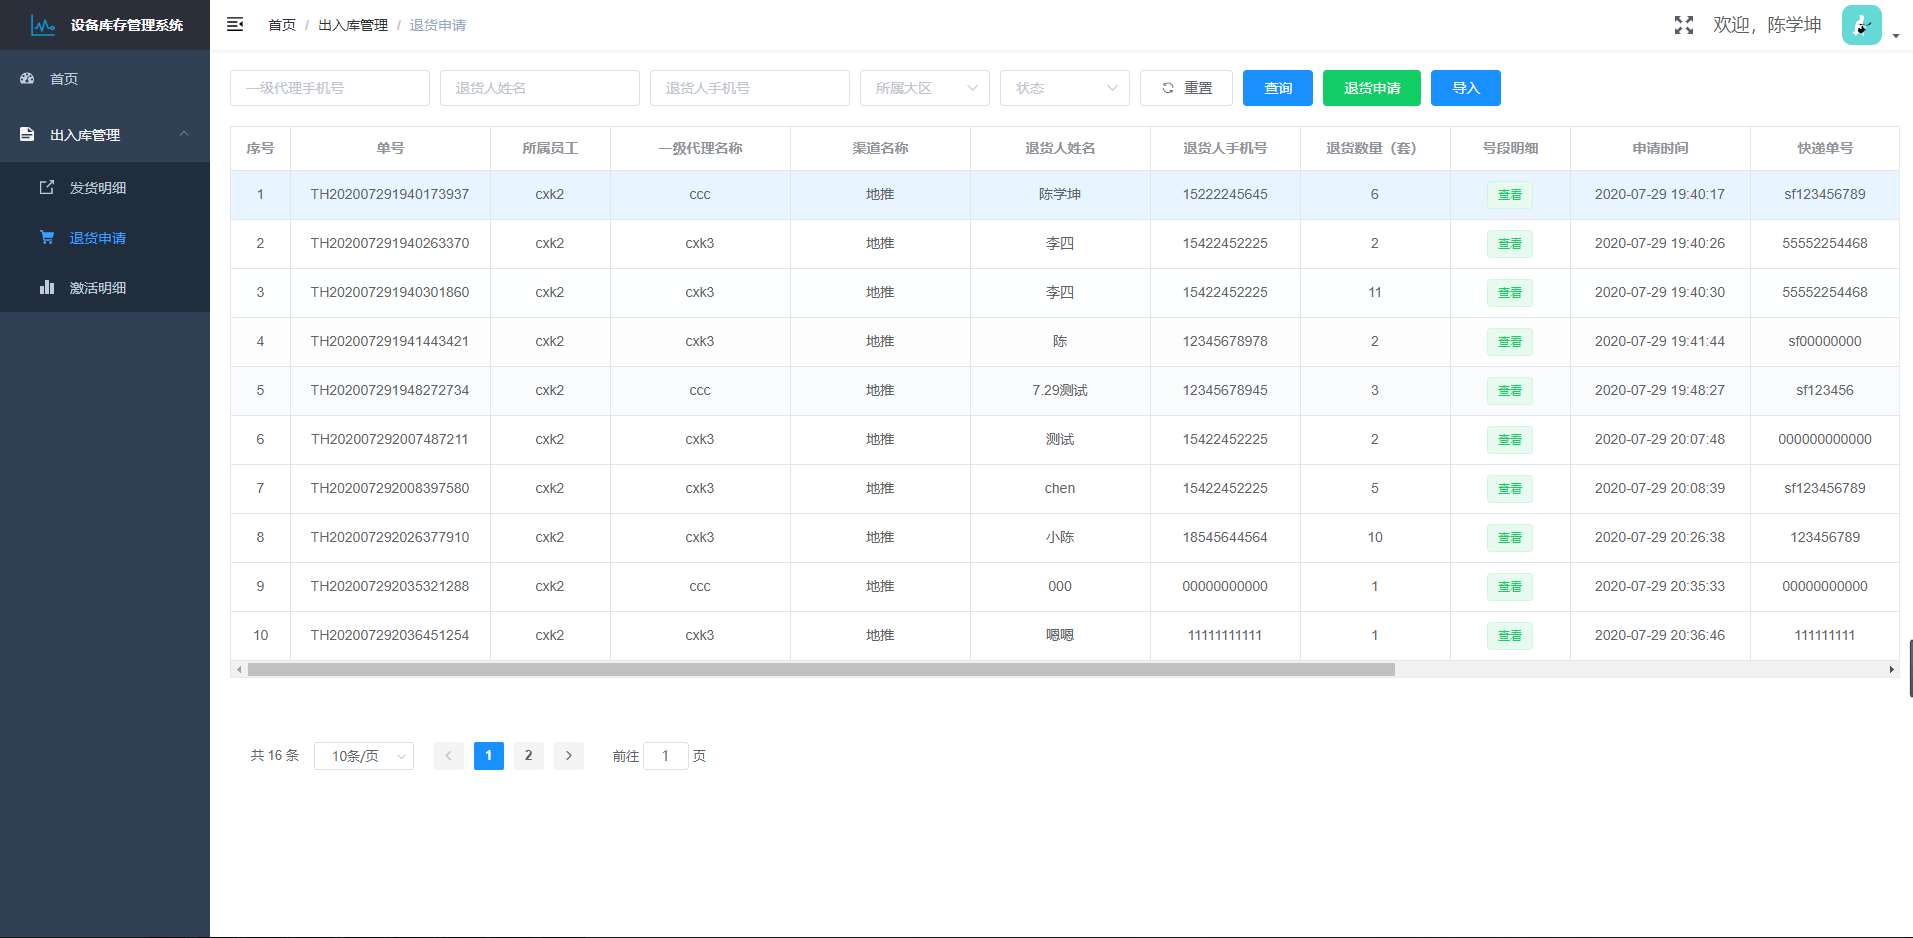 设备库存管理系统
首页 / 出入库管理 / 退货申请
欢迎，陈学坤
首页
出入库管理
发货明细
退货申请
激活明细
一级代理手机号 退货人姓名 退货人手机号 所属大区 状态 重置 查询 退货申请 导入
序号 单号 所属员工 一级代理名称 渠道名称 退货人姓名 退货人手机号 退货数量（套） 号段明细 申请时间 快递单号
1 TH202007291940173937 cxk2 ccc 地推 陈学坤 15222245645 6 查看 2020-07-29 19:40:17 sf123456789
2 TH202007291940263370 cxk2 cxk3 地推 李四 15422452225 2 查看 2020-07-29 19:40:26 55552254468
3 TH202007291940301860 cxk2 cxk3 地推 李四 15422452225 11 查看 2020-07-29 19:40:30 55552254468
4 TH202007291941443421 cxk2 cxk3 地推 陈 12345678978 2 查看 2020-07-29 19:41:44 sf00000000
5 TH202007291948272734 cxk2 ccc 地推 7.29测试 12345678945 3 查看 2020-07-29 19:48:27 sf123456
6 TH202007292007487211 cxk2 cxk3 地推 测试 15422452225 2 查看 2020-07-29 20:07:48 000000000000
7 TH202007292008397580 cxk2 cxk3 地推 chen 15422452225 5 查看 2020-07-29 20:08:39 sf123456789
8 TH202007292026377910 cxk2 cxk3 地推 小陈 18545644564 10 查看 2020-07-29 20:26:38 123456789
9 TH202007292035321288 cxk2 ccc 地推 000 00000000000 1 查看 2020-07-29 20:35:33 00000000000
10 TH202007292036451254 cxk2 cxk3 地推 嗯嗯 11111111111 1 查看 2020-07-29 20:36:46 111111111
共 16 条 10条/页 1 2 前往 1 页